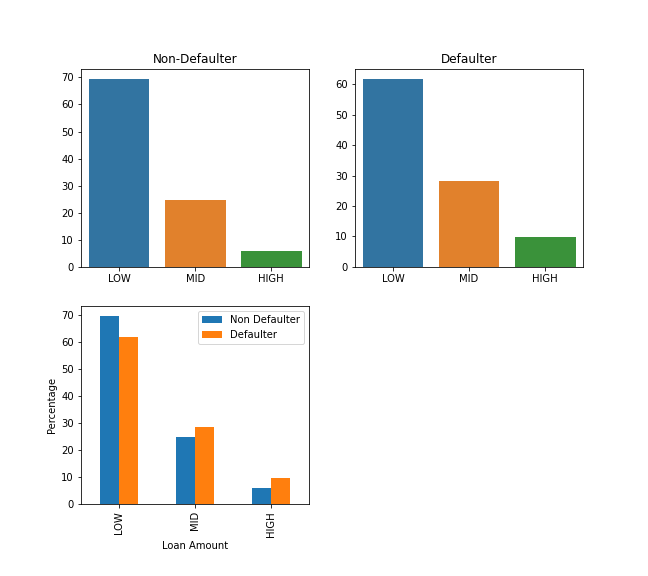 Non-Defaulter
70
60
50
40
30
20
10
0
LOW MID HIGH
Defaulter
60
50
40
30
20
10
0
LOW MID HIGH
Percentage
70
60
50
40
30
20
10
0
Non Defaulter
Defaulter
LOW MID HIGH
Loan Amount